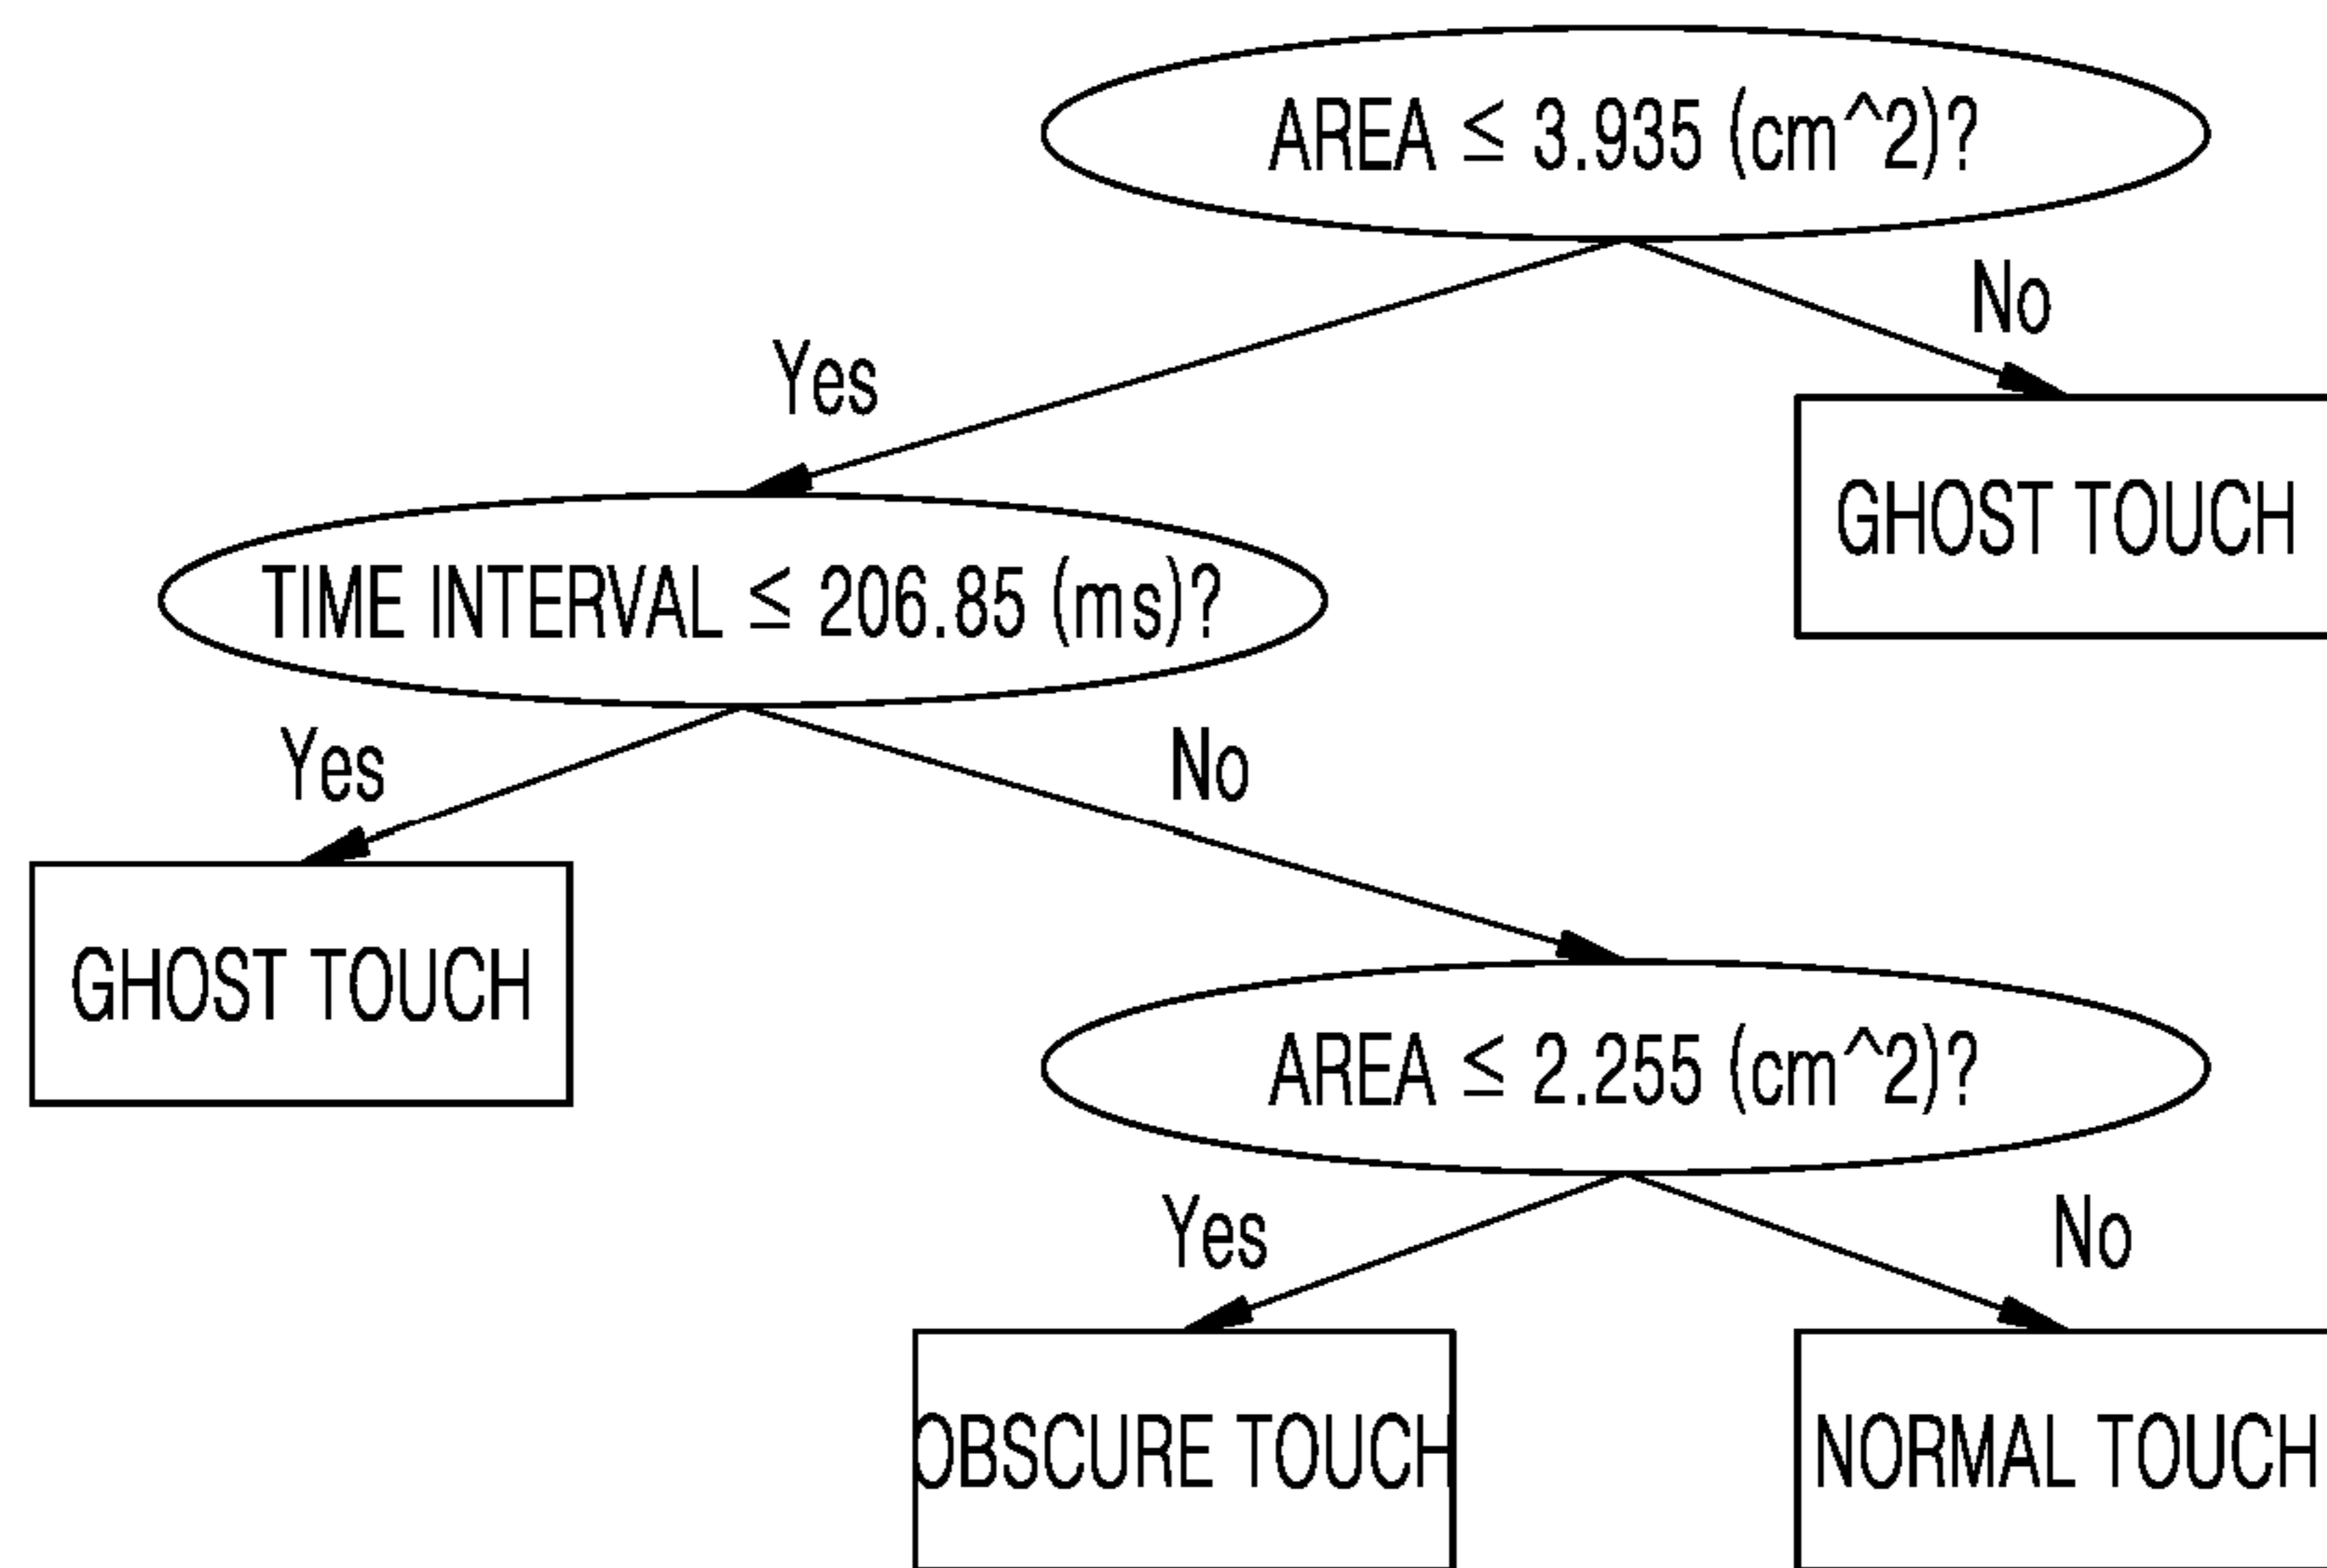 AREA ≤ 3.935 (cm^2)?
No
Yes
GHOST TOUCH
TIME INTERVAL ≤ 206.85 (ms)?
Yes
No
GHOST TOUCH
AREA ≤ 2.255 (cm^2)?
Yes
No
OBSCURE TOUCH
NORMAL TOUCH